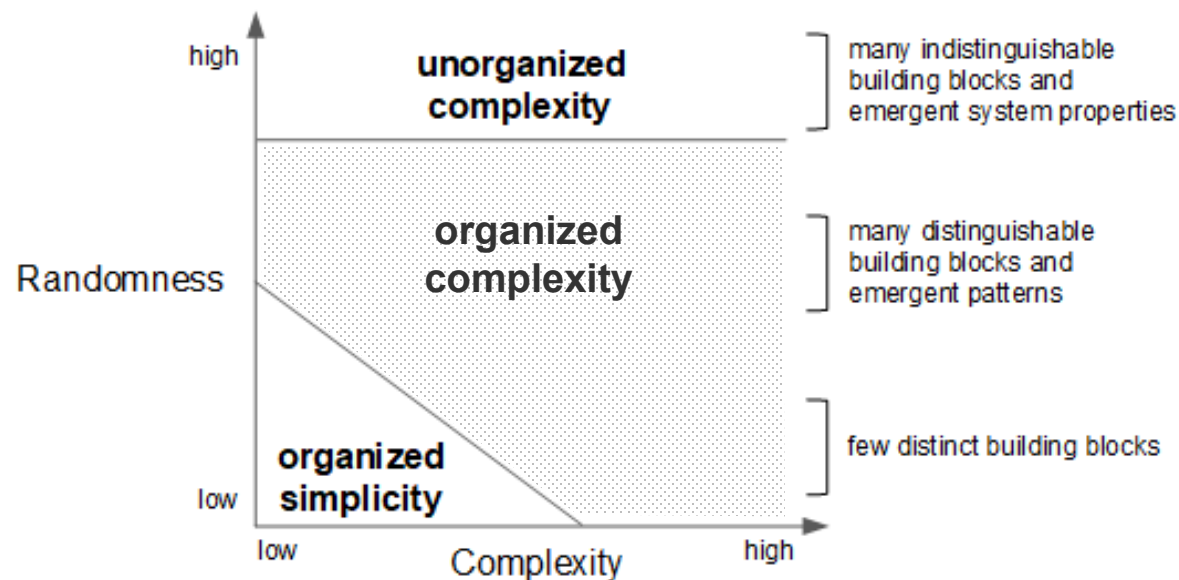 high
unorganized
complexity
many indistinguishable
building blocks and
emergent system properties
Randomness
organized
complexity
many distinguishable
building blocks and
emergent patterns
organized
simplicity
few distinct building blocks
low
low
Complexity
high